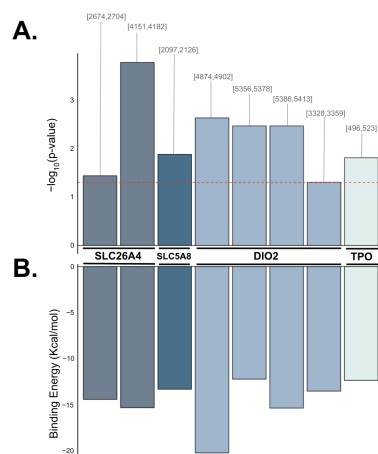 A.
[2674,2704]
[4151,4182]
[2097,2126]
[4874,4902]
[5356,5378]
[5386,5413]
[3328,3359]
[496,523]
−log10(p-value)
3
2
1
0
SLC26A4
SLC5A8
DIO2
TPO
B.
Binding Energy (Kcal/mol)
0
−5
−10
−15
−20